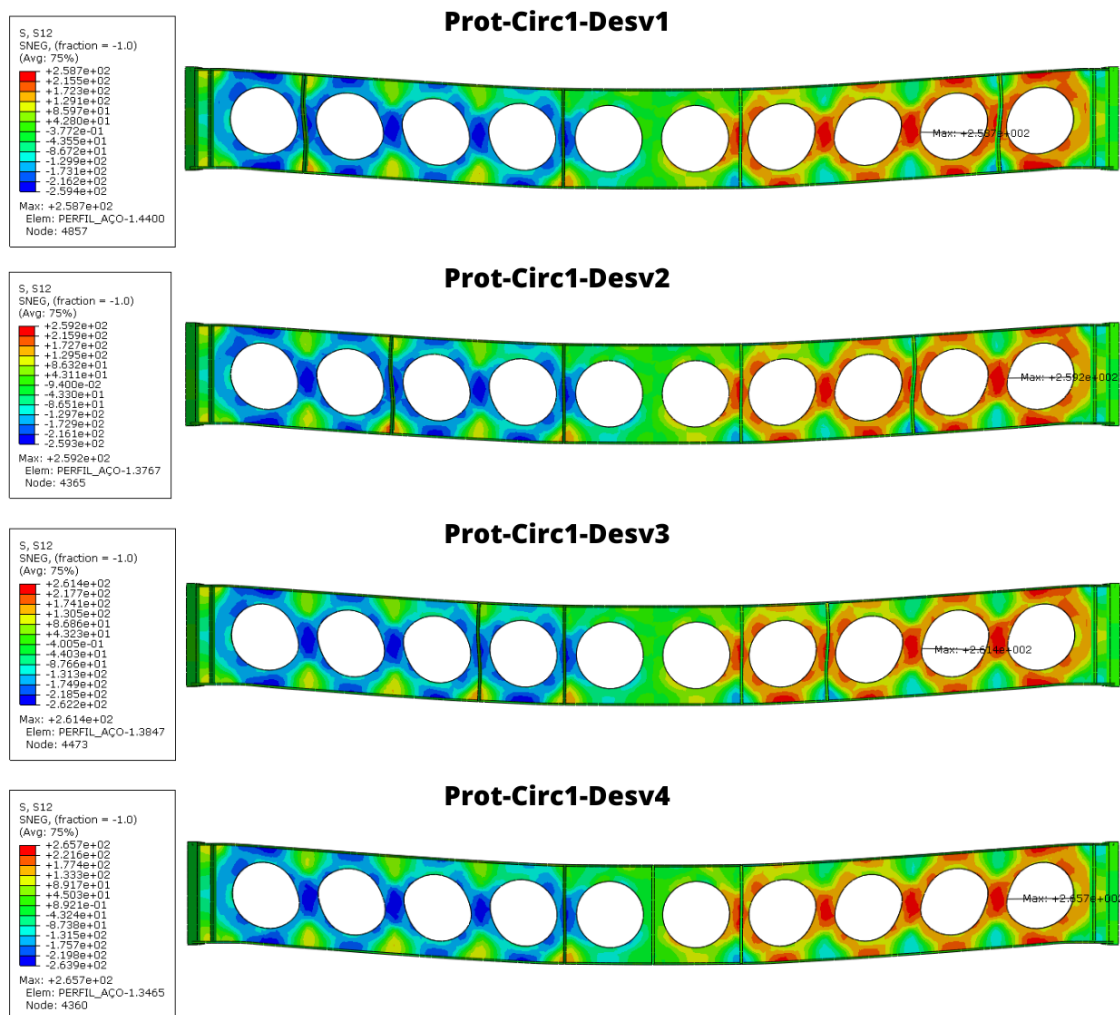 Prot-Circ1-Desv1
S, S12
SNEG, (fraction = -1.0)
(Avg: 75%)
+2.587e+02
+2.155e+02
+1.723e+02
+1.291e+02
+8.597e+01
+4.280e+01
-3.772e-01
-4.355e+01
-8.672e+01
-1.299e+02
-1.731e+02
-2.162e+02
-2.594e+02
Max: +2.587e+02
Elem: PERFIL_AÇO-1.4400
Node: 4857
Max: +2.587e+002
Prot-Circ1-Desv2
S, S12
SNEG, (fraction = -1.0)
(Avg: 75%)
+2.592e+02
+2.159e+02
+1.727e+02
+1.295e+02
+8.632e+01
+4.311e+01
-9.400e-02
-4.330e+01
-8.651e+01
-1.297e+02
-1.729e+02
-2.161e+02
-2.593e+02
Max: +2.592e+02
Elem: PERFIL_AÇO-1.3767
Node: 4365
Max: +2.592e+002
Prot-Circ1-Desv3
S, S12
SNEG, (fraction = -1.0)
(Avg: 75%)
+2.614e+02
+2.177e+02
+1.741e+02
+1.305e+02
+8.686e+01
+4.323e+01
-4.005e-01
-4.403e+01
-8.766e+01
-1.313e+02
-1.749e+02
-2.185e+02
-2.622e+02
Max: +2.614e+02
Elem: PERFIL_AÇO-1.3847
Node: 4473
Max: +2.614e+002
Prot-Circ1-Desv4
S, S12
SNEG, (fraction = -1.0)
(Avg: 75%)
+2.657e+02
+2.216e+02
+1.774e+02
+1.333e+02
+8.917e+01
+4.503e+01
+8.921e-01
-4.324e+01
-8.738e+01
-1.315e+02
-1.757e+02
-2.198e+02
-2.639e+02
Max: +2.657e+02
Elem: PERFIL_AÇO-1.3465
Node: 4360
Max: +2.657e+002